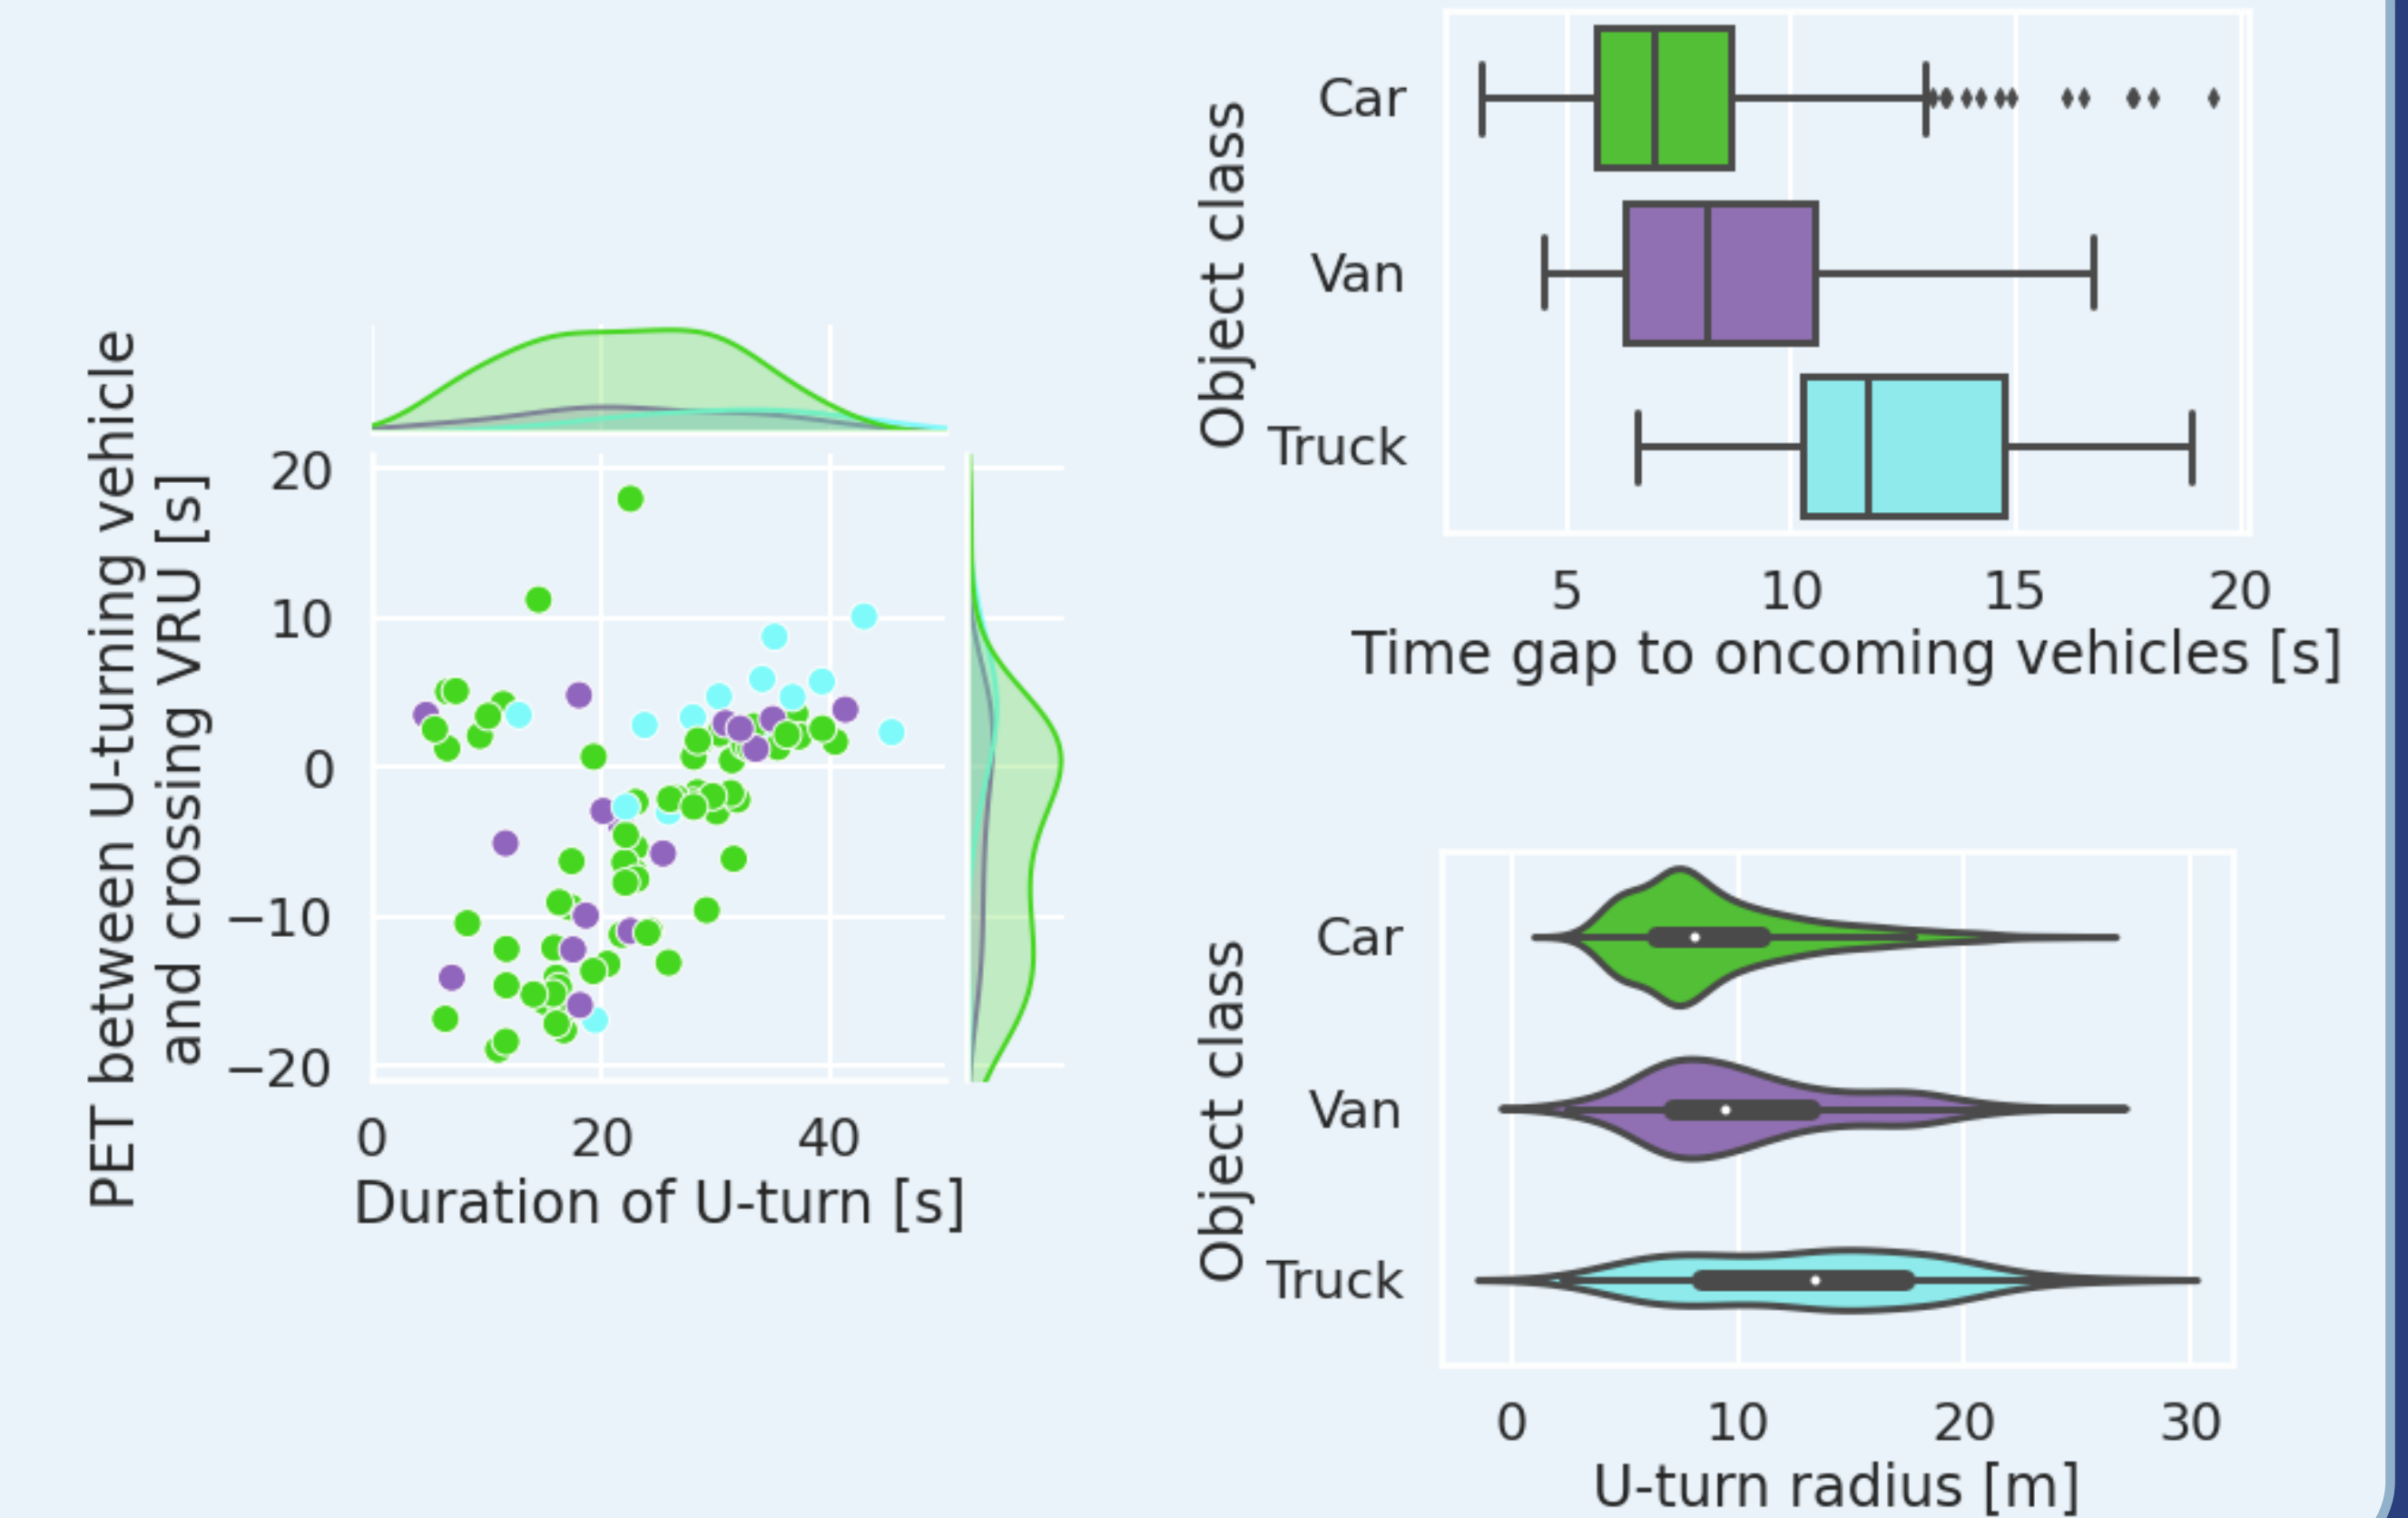 PET between U-turning vehicle
and crossing VRU [s]
20
10
0
−10
−20
0 20 40
Duration of U-turn [s]
Object class
Car
Van
Truck
5 10 15 20
Time gap to oncoming vehicles [s]
Object class
Car
Van
Truck
0 10 20 30
U-turn radius [m]